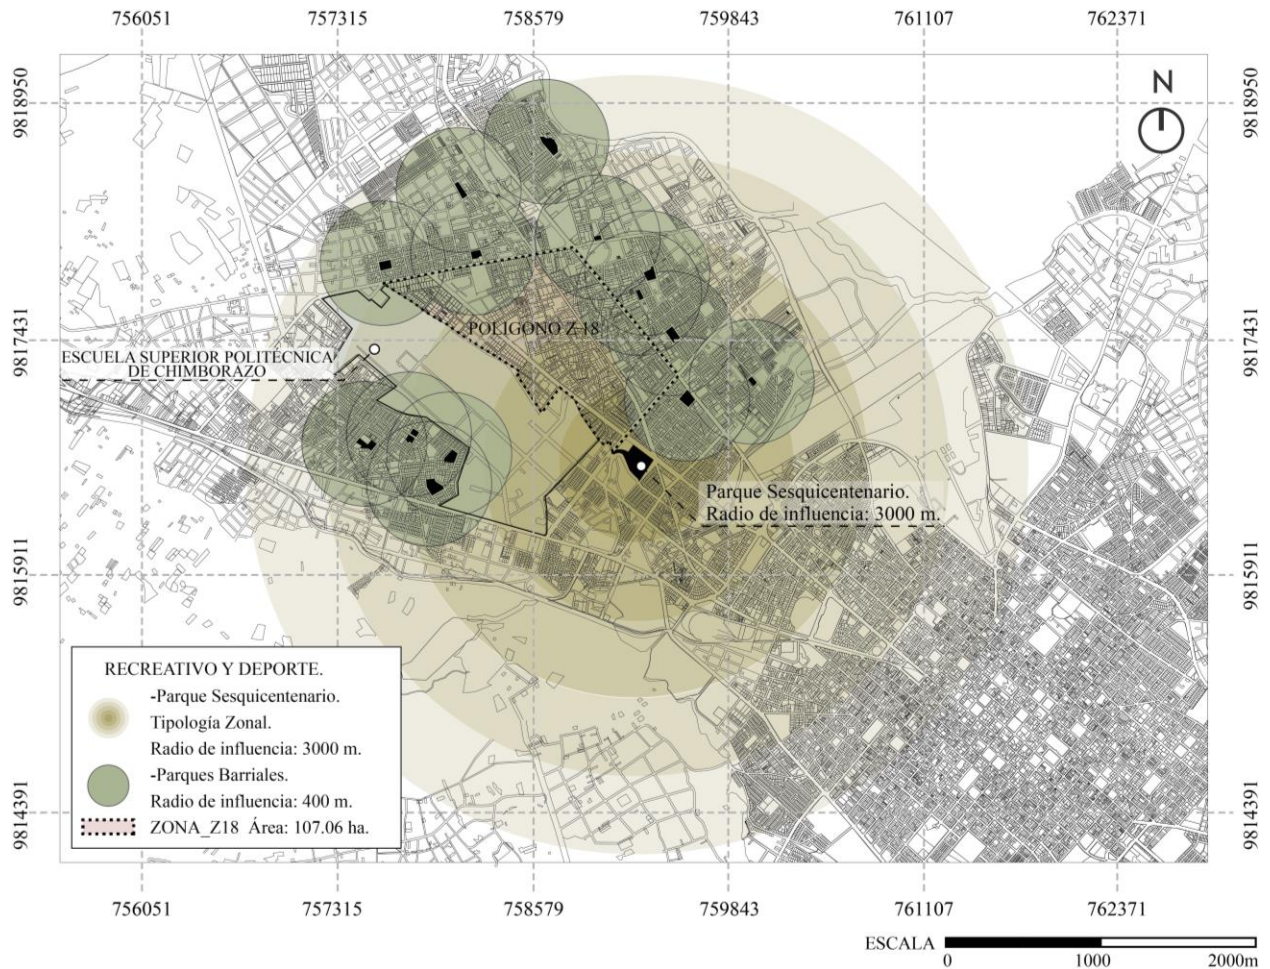 756051 757315 758579 759843 761107 762371
9818950 9818950
N
POLÍGONO Z-18
9817431 9817431
ESCUELA SUPERIOR POLITÉCNICA
DE CHIMBORAZO
Parque Sesquicentenario.
Radio de influencia: 3000 m.
9815911 9815911
RECREATIVO Y DEPORTE.
-Parque Sesquicentenario.
Tipología Zonal.
Radio de influencia: 3000 m.
-Parques Barriales.
Radio de influencia: 400 m.
ZONA_Z18 Área: 107.06 ha.
9814391 9814391
756051 757315 758579 759843 761107 762371
ESCALA
0 1000 2000m